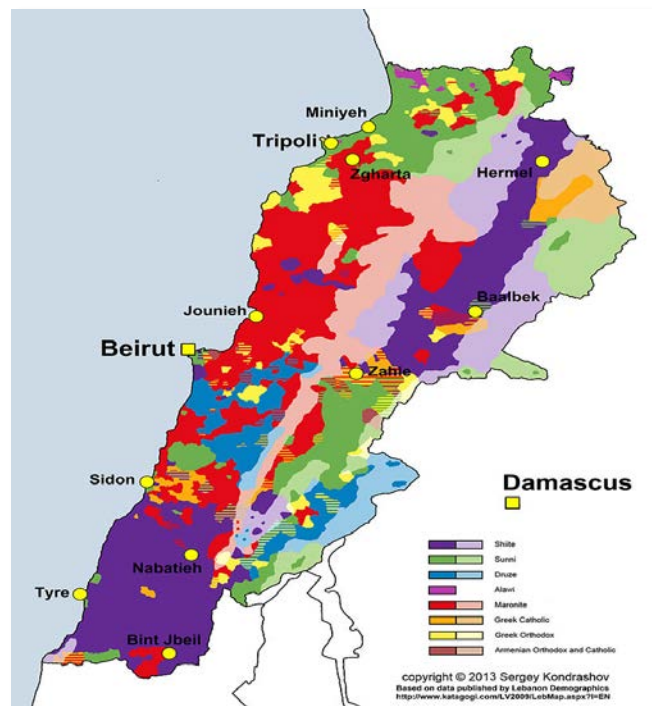 Miniyeh
Tripoli
Zgharta
Hermel
Jounieh
Baalbek
Beirut
Zahle
Sidon
Damascus
Nabatieh
Tyre
Bint Jbeil
Shiite
Sunni
Druze
Alawi
Maronite
Greek Catholic
Greek Orthodox
Armenian Orthodox and Catholic
copyright © 2013 Sergey Kondrashov
Based on data published by Lebanon Demographics
http://www.katagogi.com/LV2009/LebMap.aspx?l=EN